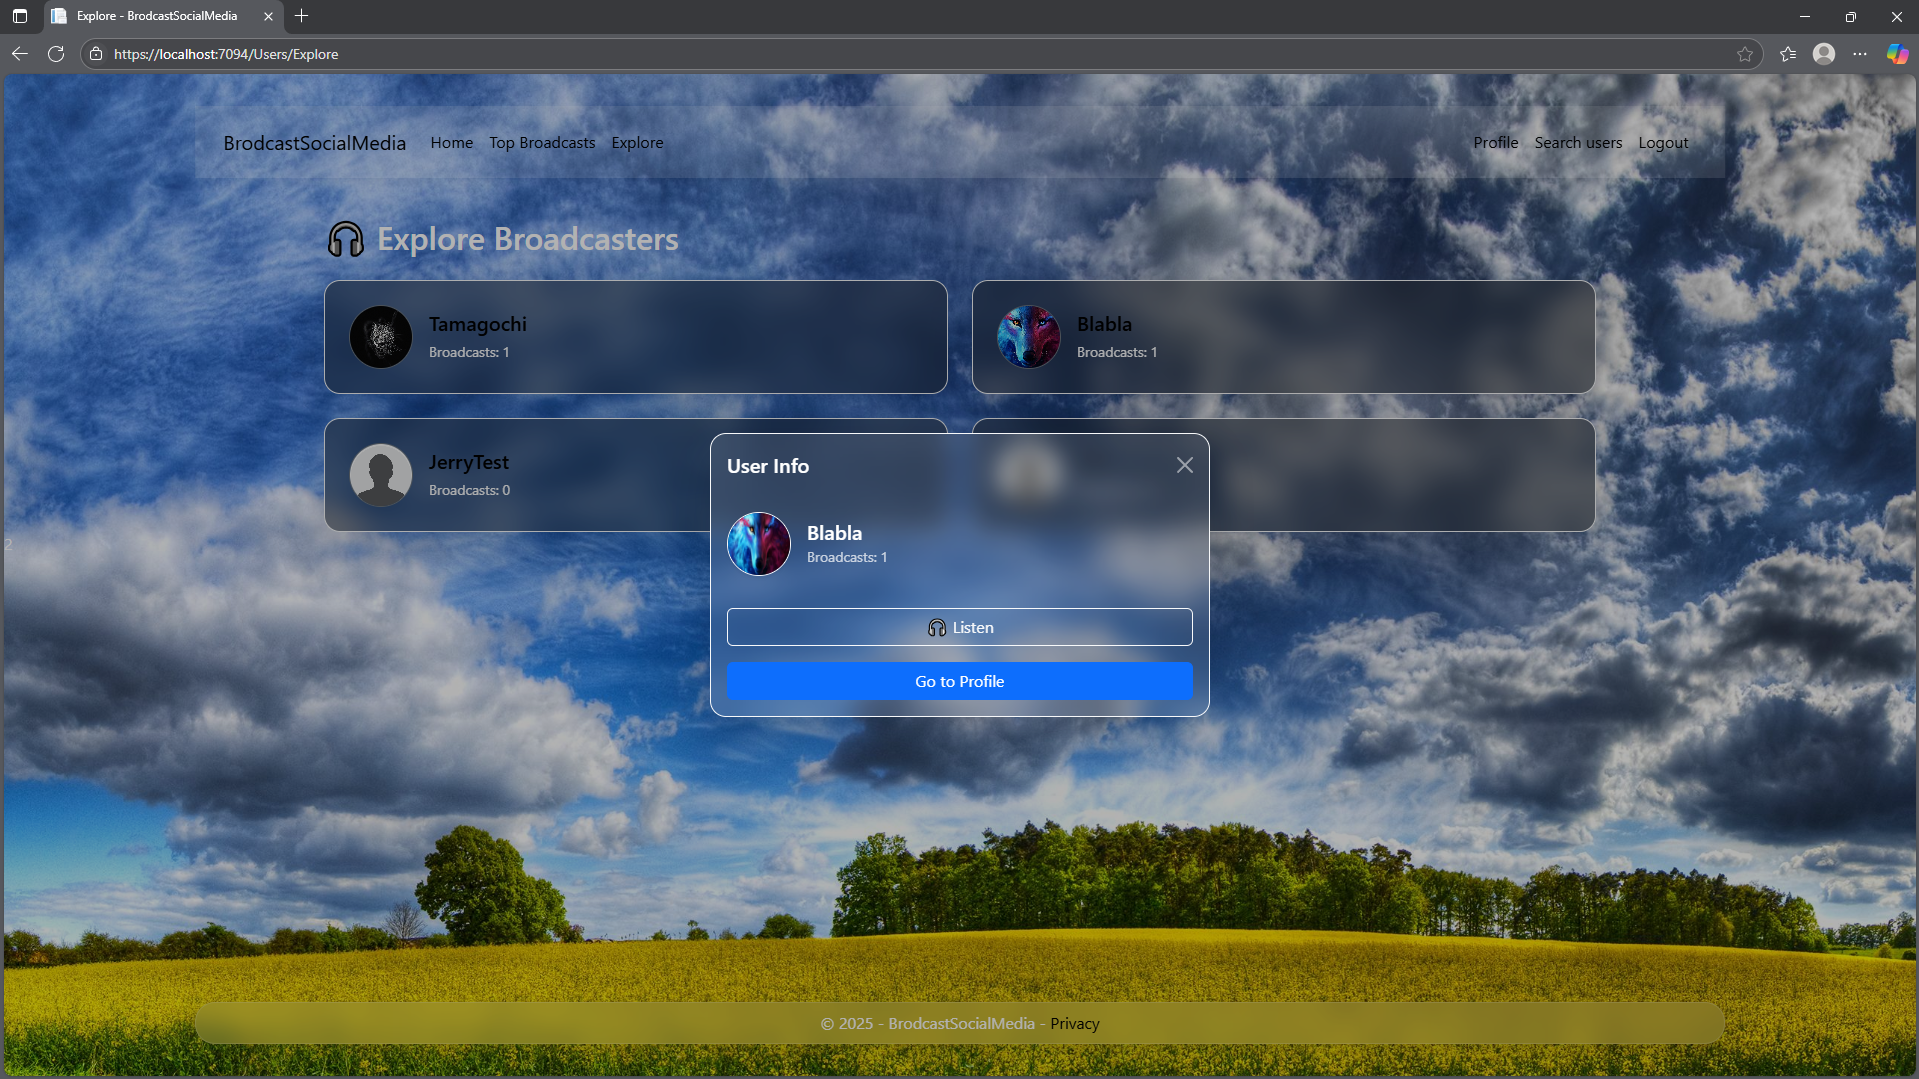 Explore - BrodcastSocialMedia
https://localhost:7094/Users/Explore
BrodcastSocialMedia Home Top Broadcasts Explore Profile Search users Logout
Explore Broadcasters
Tamagochi
Broadcasts: 1
Blabla
Broadcasts: 1
JerryTest
Broadcasts: 0
2
User Info
Blabla
Broadcasts: 1
Listen
Go to Profile
© 2025 - BrodcastSocialMedia - Privacy